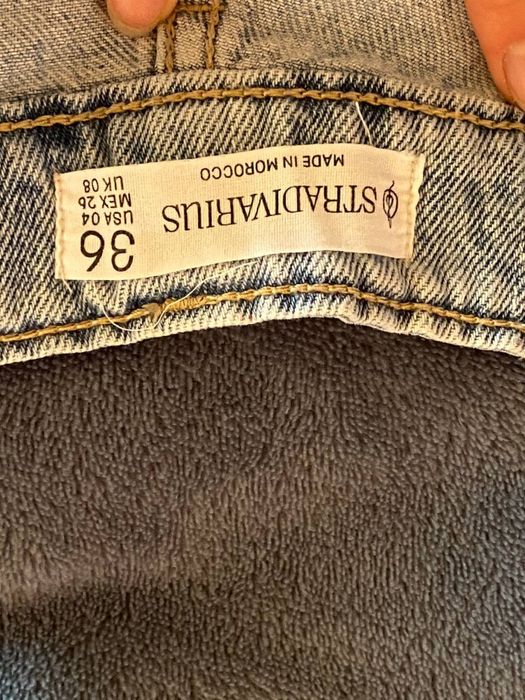 STRADIVARIUS
MADE IN MOROCCO
36
USA 04
MEX 26
UK 08